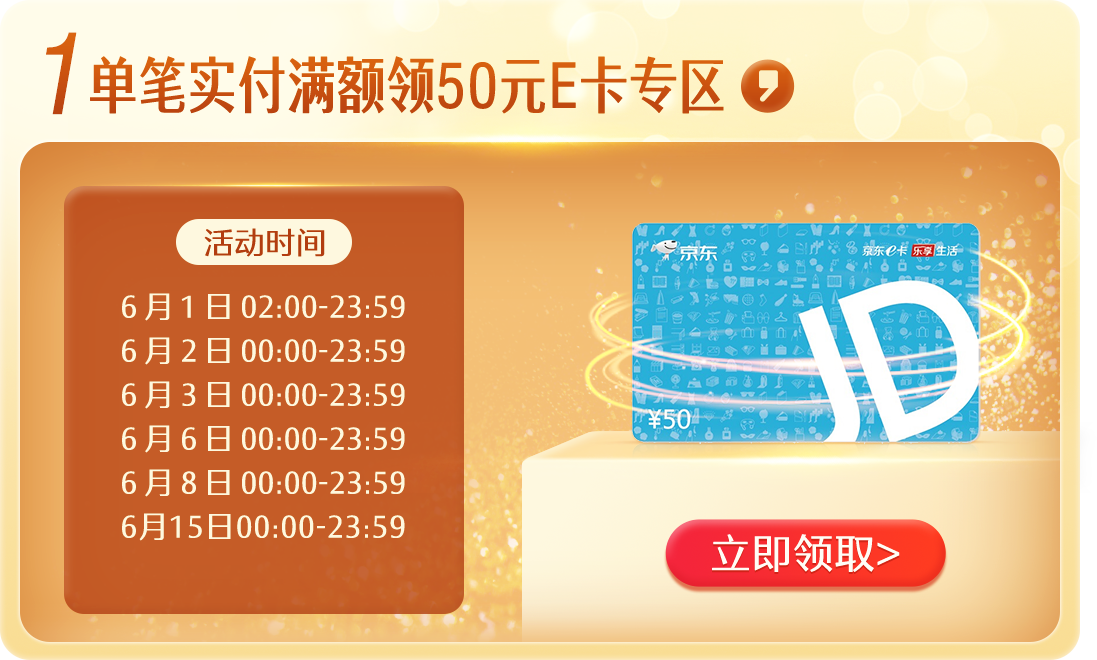 1 单笔实付满额领50元E卡专区
活动时间
6月1日 02:00-23:59
6月2日 00:00-23:59
6月3日 00:00-23:59
6月6日 00:00-23:59
6月8日 00:00-23:59
6月15日00:00-23:59
京东
京东e卡 乐享生活
JD
¥50
立即领取>